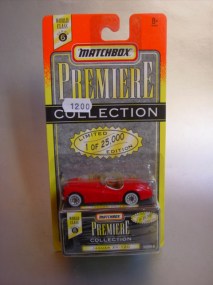 WORLD CLASS
6
MATCHBOX
PREMIERE
1200
COLLECTION
LIMITED
1 OF 25,000
EDITION
MATCHBOX
PREMIERE
COLLECTION